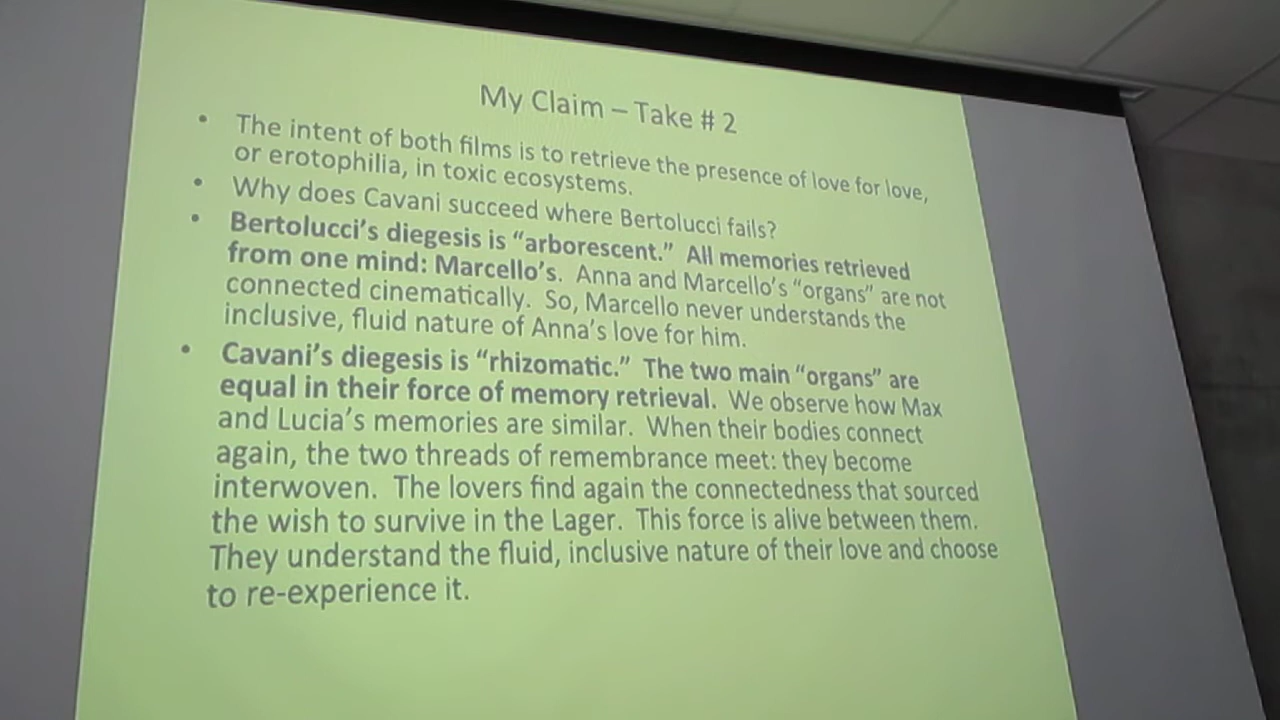 My Claim – Take # 2
• The intent of both films is to retrieve the presence of love for love,
or erotophilia, in toxic ecosystems.
• Why does Cavani succeed where Bertolucci fails?
• Bertolucci's diegesis is “arborescent.” All memories retrieved
from one mind: Marcello's. Anna and Marcello's “organs” are not
connected cinematically. So, Marcello never understands the
inclusive, fluid nature of Anna's love for him.
• Cavani's diegesis is “rhizomatic.” The two main “organs” are
equal in their force of memory retrieval. We observe how Max
and Lucia's memories are similar. When their bodies connect
again, the two threads of remembrance meet: they become
interwoven. The lovers find again the connectedness that sourced
the wish to survive in the Lager. This force is alive between them.
They understand the fluid, inclusive nature of their love and choose
to re-experience it.